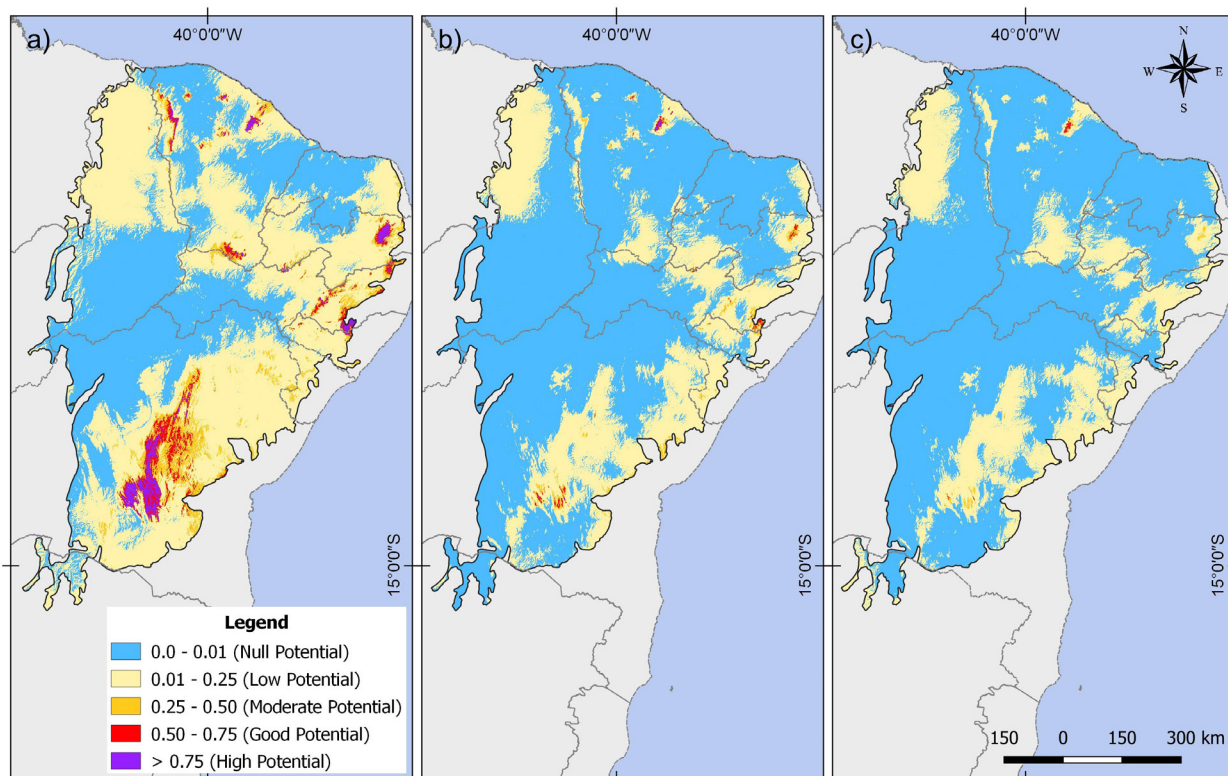 a)
40°0'0"W
b)
40°0'0"W
c)
40°0'0"W
N
W
E
S
15°0'0"S
15°0'0"S
15°0'0"S
Legend
0.0 - 0.01 (Null Potential)
0.01 - 0.25 (Low Potential)
0.25 - 0.50 (Moderate Potential)
0.50 - 0.75 (Good Potential)
> 0.75 (High Potential)
150 0 150 300 km